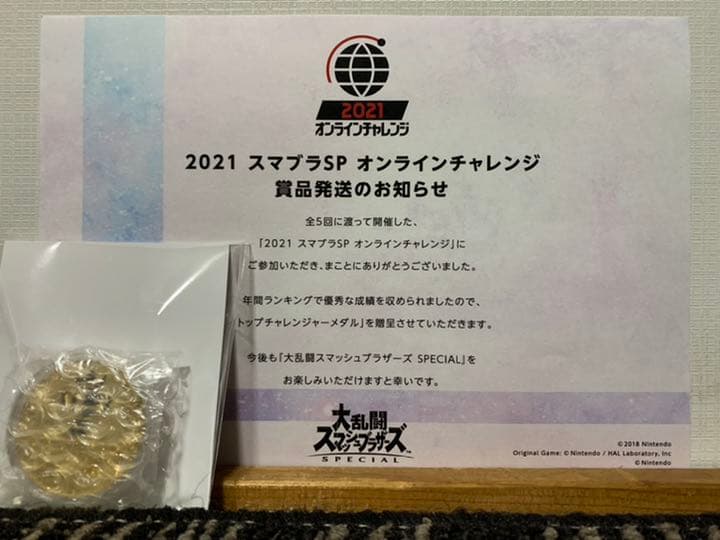 2021
オンラインチャレンジ
2021 スマブラSP オンラインチャレンジ
賞品発送のお知らせ
全5回に渡って開催した、
「2021 スマブラSP オンラインチャレンジ」に
ご参加いただき、まことにありがとうございました。
年間ランキングで優秀な成績を収められましたので、
トップチャレンジャーメダル」を贈呈させていただきます。
今後も「大乱闘スマッシュブラザーズ SPECIAL」を
お楽しみいただけますと幸いです。
大乱闘
スマッシュブラザーズ™
SPECIAL
©2018 Nintendo
Original Game: © Nintendo / HAL Laboratory, Inc
© Nintendo